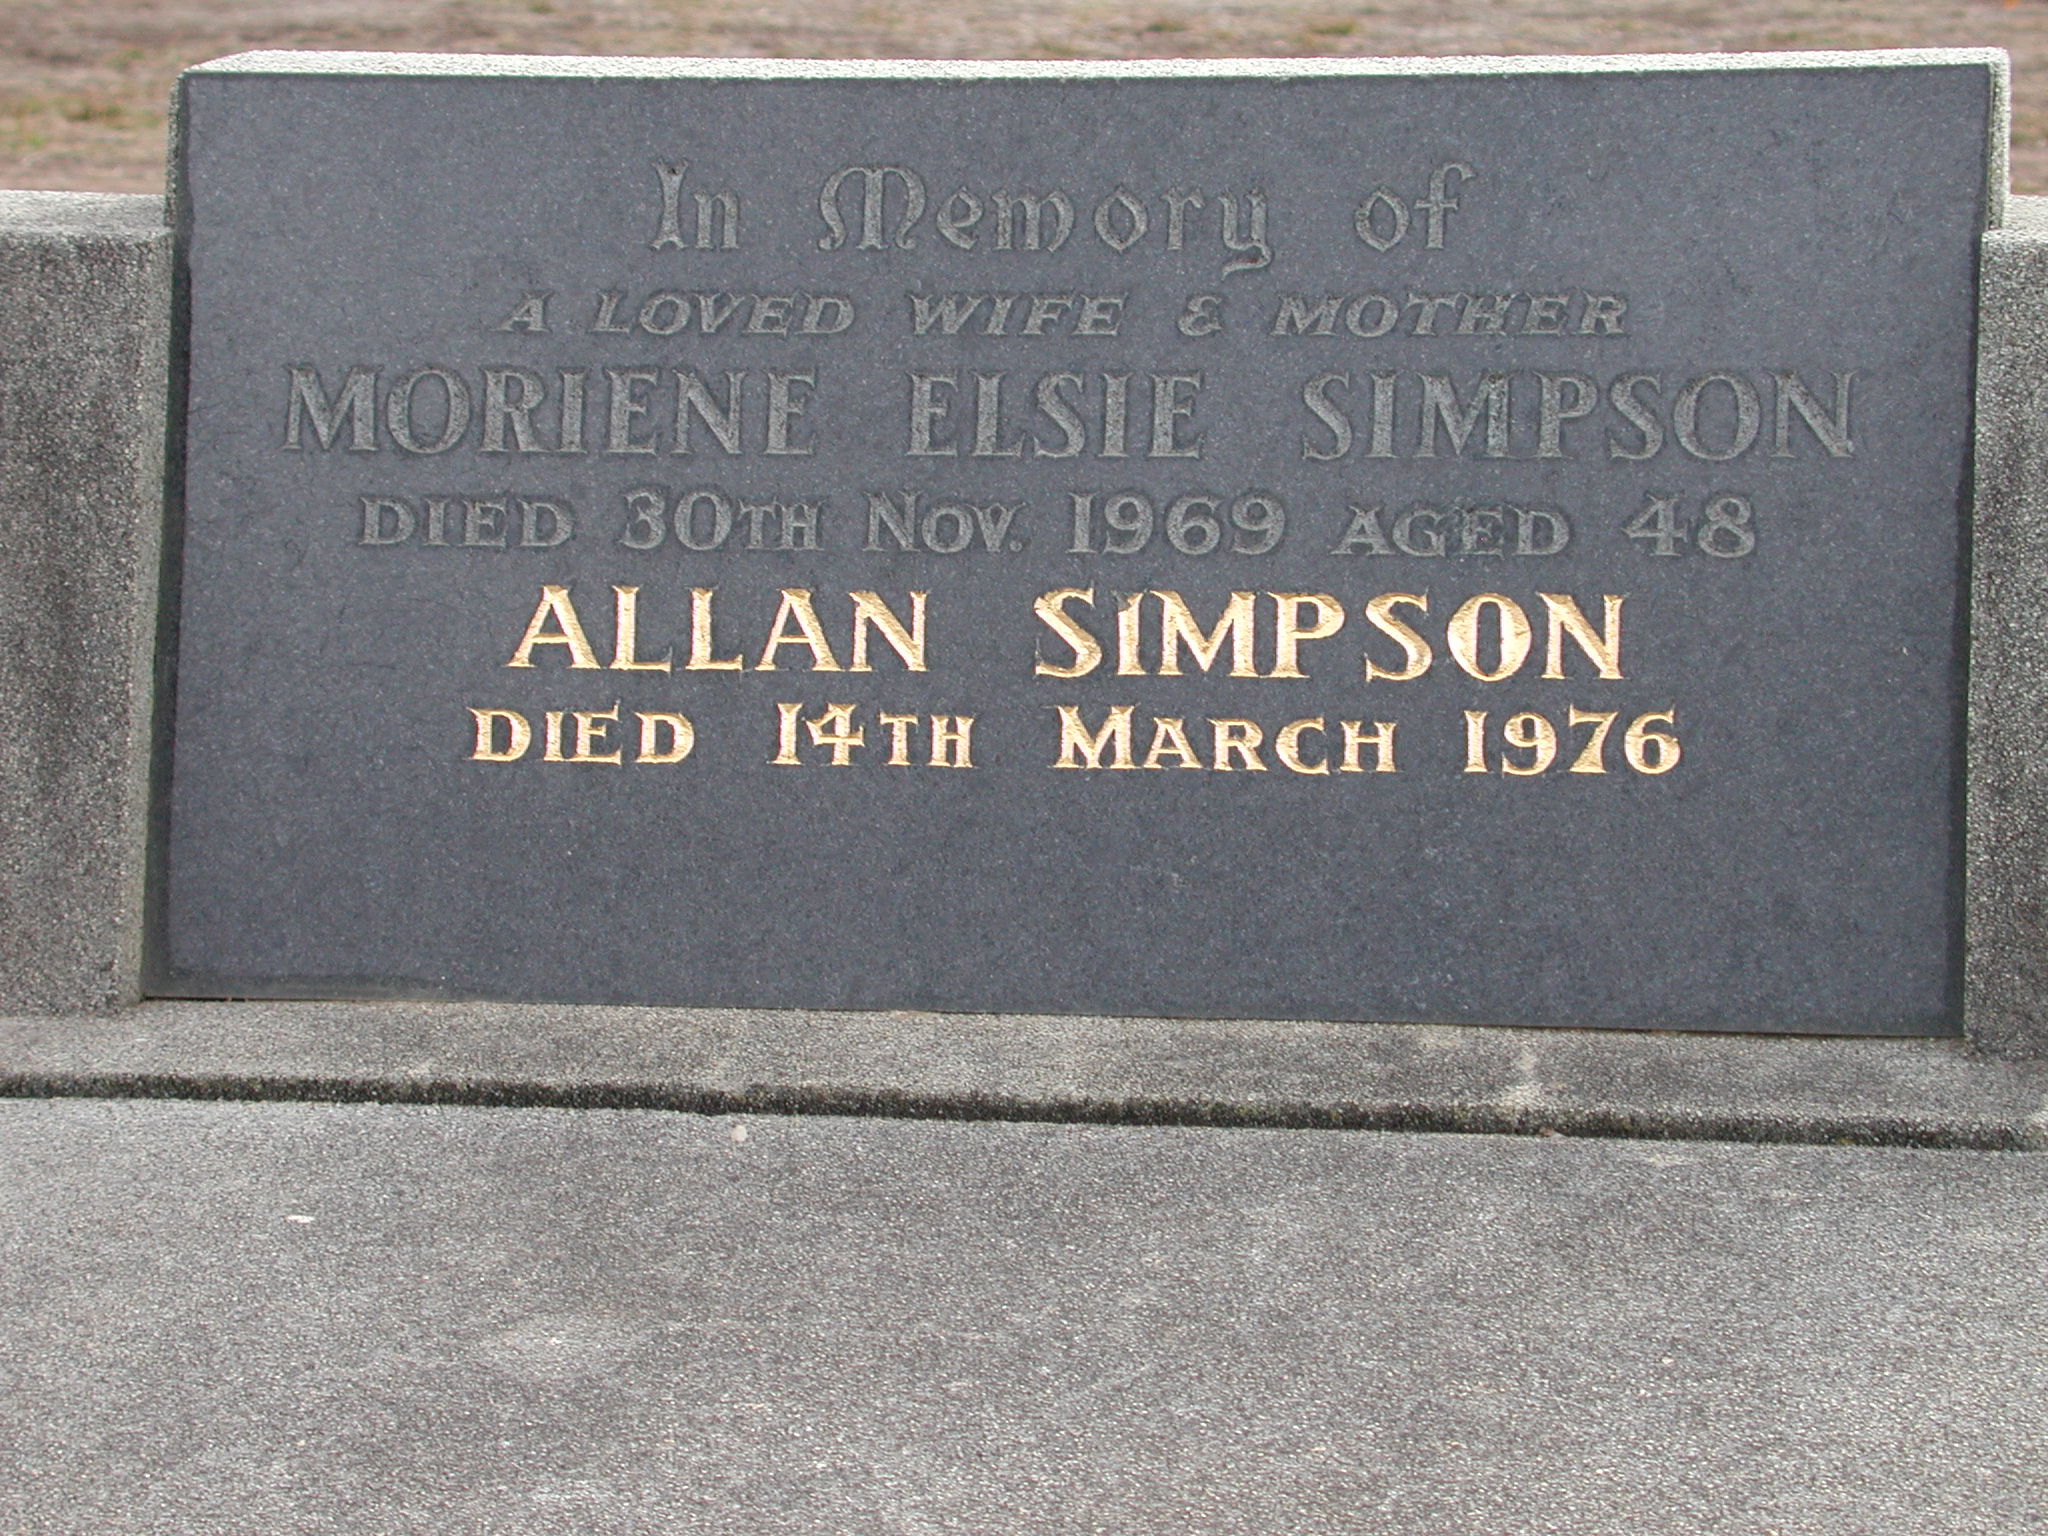 In Memory of
A LOVED WIFE & MOTHER
MORIENE ELSIE SIMPSON
DIED 30TH NOV. 1969 AGED 48
ALLAN SIMPSON
DIED 14TH MARCH 1976